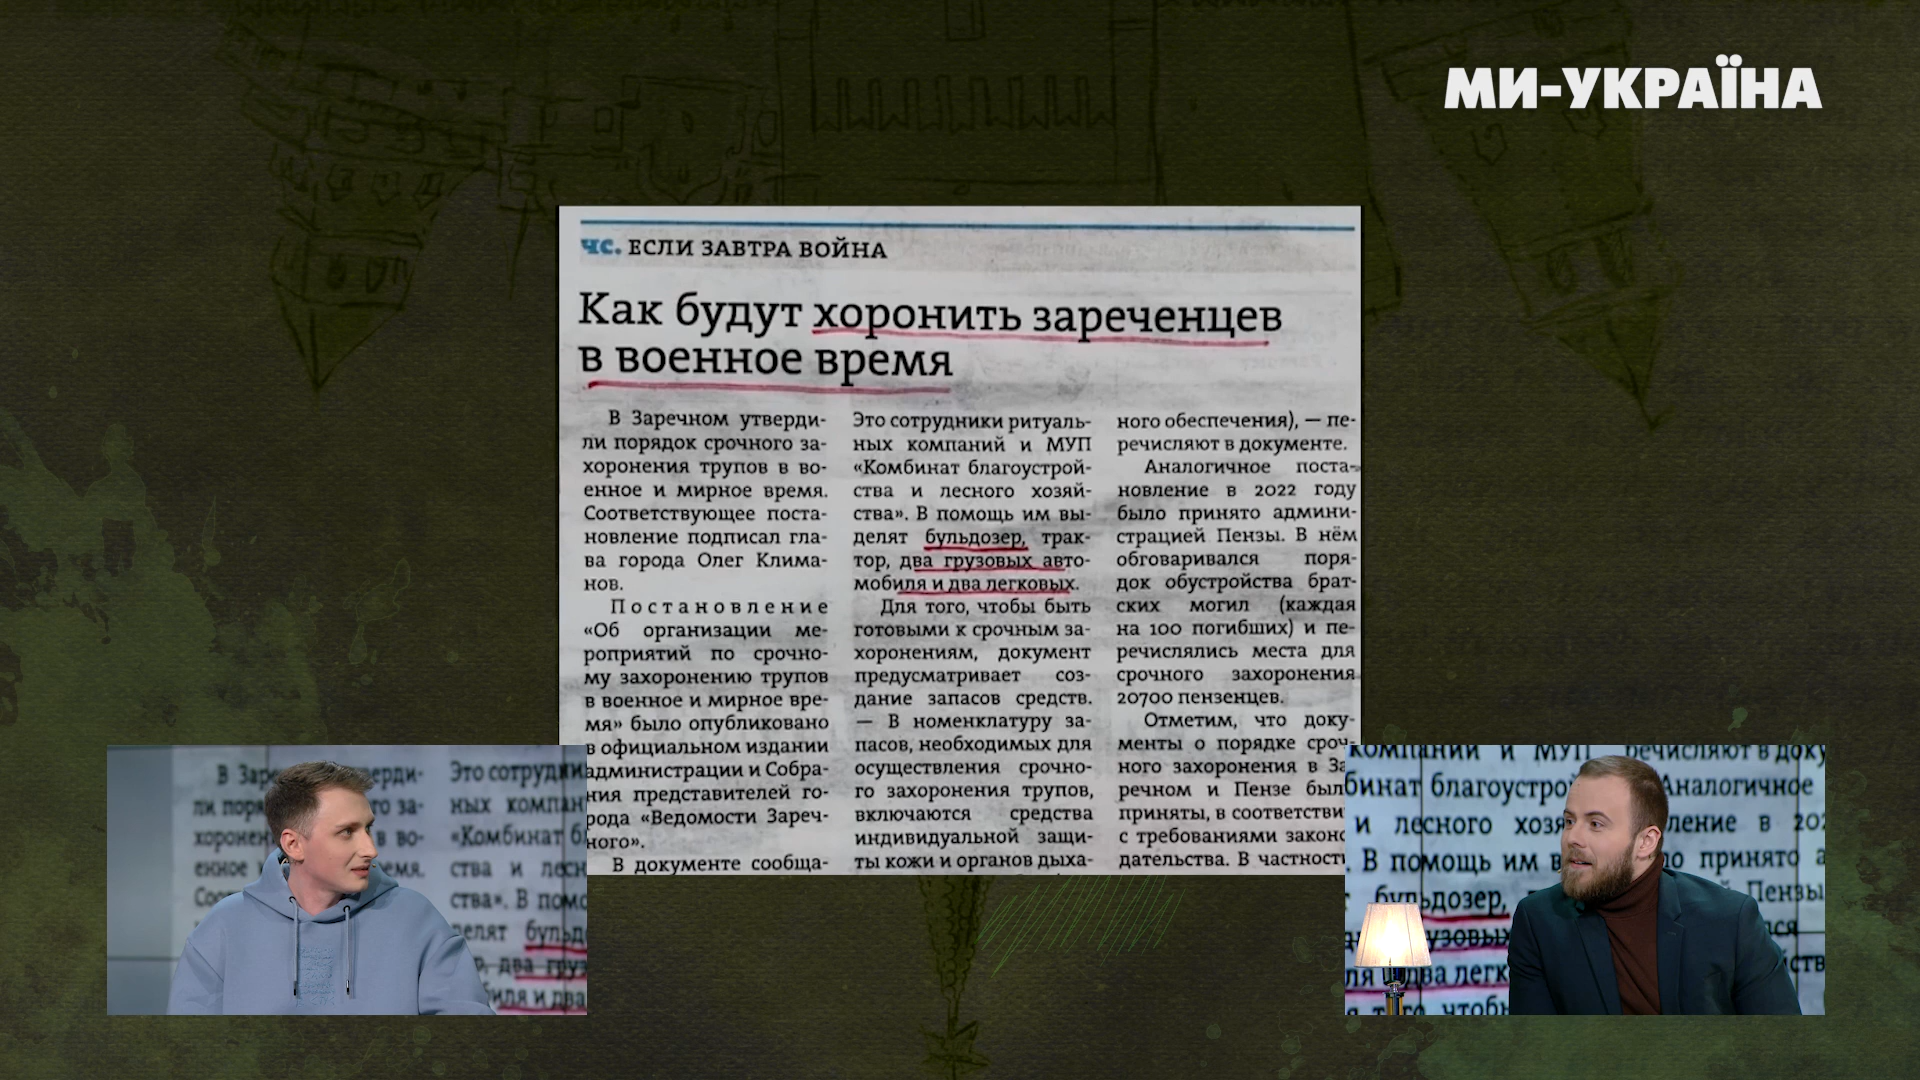 МИ-УКРАЇНА
ЧС. ЕСЛИ ЗАВТРА ВОЙНА
Как будут хоронить зареченцев
в военное время
В Заречном утверди-
ли порядок срочного за-
хоронения трупов в во-
енное и мирное время.
Соответствующее поста-
новление подписал гла-
ва города Олег Клима-
нов.
Постановление
«Об организации ме-
роприятий по срочно-
му захоронению трупов
в военное и мирное вре-
мя» было опубликовано
в официальном издании
администрации и Собра-
ния представителей го-
рода «Ведомости Зареч-
ного».
В документе сообща-
Это сотрудники ритуаль-
ных компаний и МУП
«Комбинат благоустрой-
ства и лесного хозяй-
ства». В помощь им вы-
делят бульдозер, трак-
тор, два грузовых авто-
мобиля и два легковых.
Для того, чтобы быть
готовыми к срочным за-
хоронениям, документ
предусматривает соз-
дание запасов средств.
— В номенклатуру за-
пасов, необходимых для
осуществления срочно-
го захоронения трупов,
включаются средства
индивидуальной защи-
ты кожи и органов дыха-
ного обеспечения), — пе-
речисляют в документе.
Аналогичное поста-
новление в 2022 году
было принято админи-
страцией Пензы. В нём
обговаривался поря-
док обустройства брат-
ских могил (каждая
на 100 погибших) и пе-
речислялись места для
срочного захоронения
20700 пензенцев.
Отметим, что доку-
менты о порядке сроч-
ного захоронения в За
речном и Пензе был
приняты, в соответстви
с требованиями законо
дательства. В частност